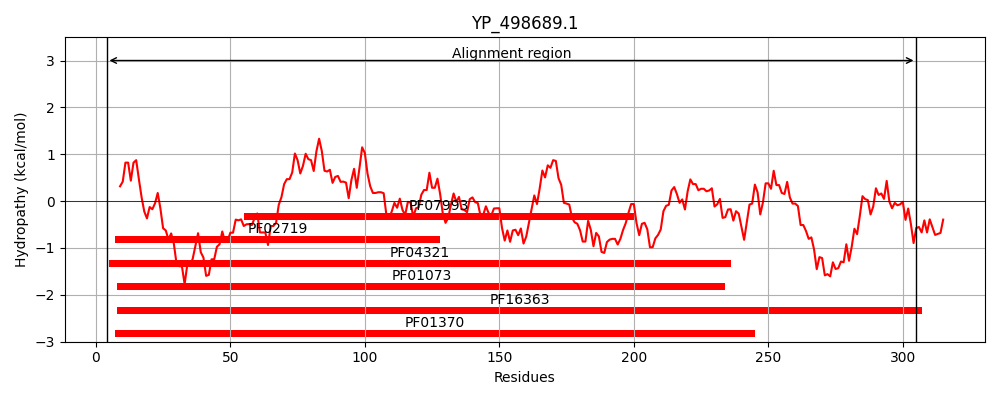 YP_498689.1
Alignment region
Hydropathy (kcal/mol)
3
2
1
0
−1
−2
−3
PF07993
PF02719
PF04321
PF01073
PF16363
PF01370
0
50
100
150
200
250
300
Residues